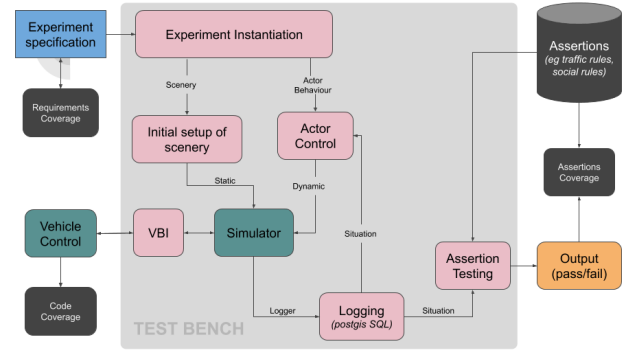 Experiment
specification
Experiment Instantiation
Assertions
(eg traffic rules,
social rules)
Scenery
Actor
Behaviour
Requirements
Coverage
Initial setup of
scenery
Actor
Control
Assertions
Coverage
Static
Dynamic
Vehicle
Control
VBI
Simulator
Situation
Assertion
Testing
Output
(pass/fail)
Code
Coverage
Logger
Logging
(postgis SQL)
Situation
TEST BENCH